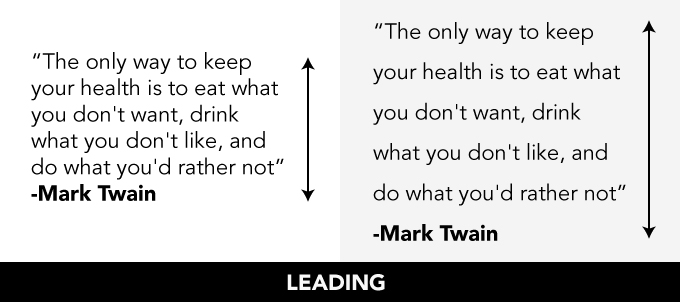 “The only way to keep
your health is to eat what
you don't want, drink
what you don't like, and
do what you'd rather not”
-Mark Twain
“The only way to keep
your health is to eat what
you don't want, drink
what you don't like, and
do what you'd rather not”
-Mark Twain
LEADING